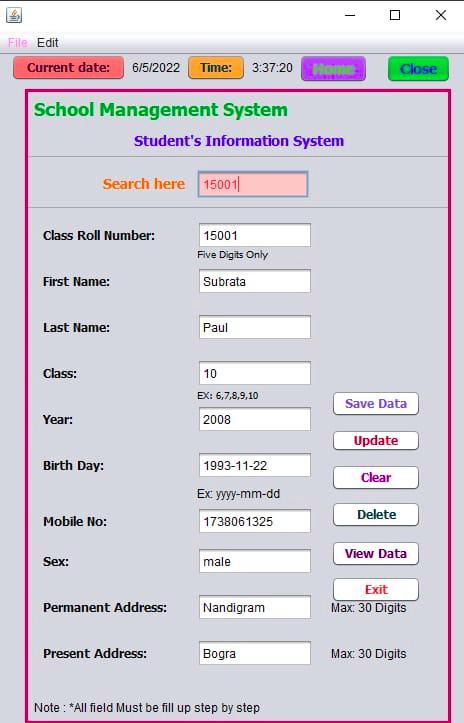 File Edit
Current date: 6/5/2022 Time: 3:37:20 Home Close
School Management System
Student's Information System
Search here 15001
Class Roll Number: 15001
Five Digits Only
First Name: Subrata
Last Name: Paul
Class: 10
EX: 6,7,8,9,10
Save Data
Year: 2008
Update
Birth Day: 1993-11-22
Clear
Ex: yyyy-mm-dd
Delete
Mobile No: 1738061325
View Data
Sex: male
Exit
Permanent Address: Nandigram Max: 30 Digits
Present Address: Bogra Max: 30 Digits
Note : *All field Must be fill up step by step